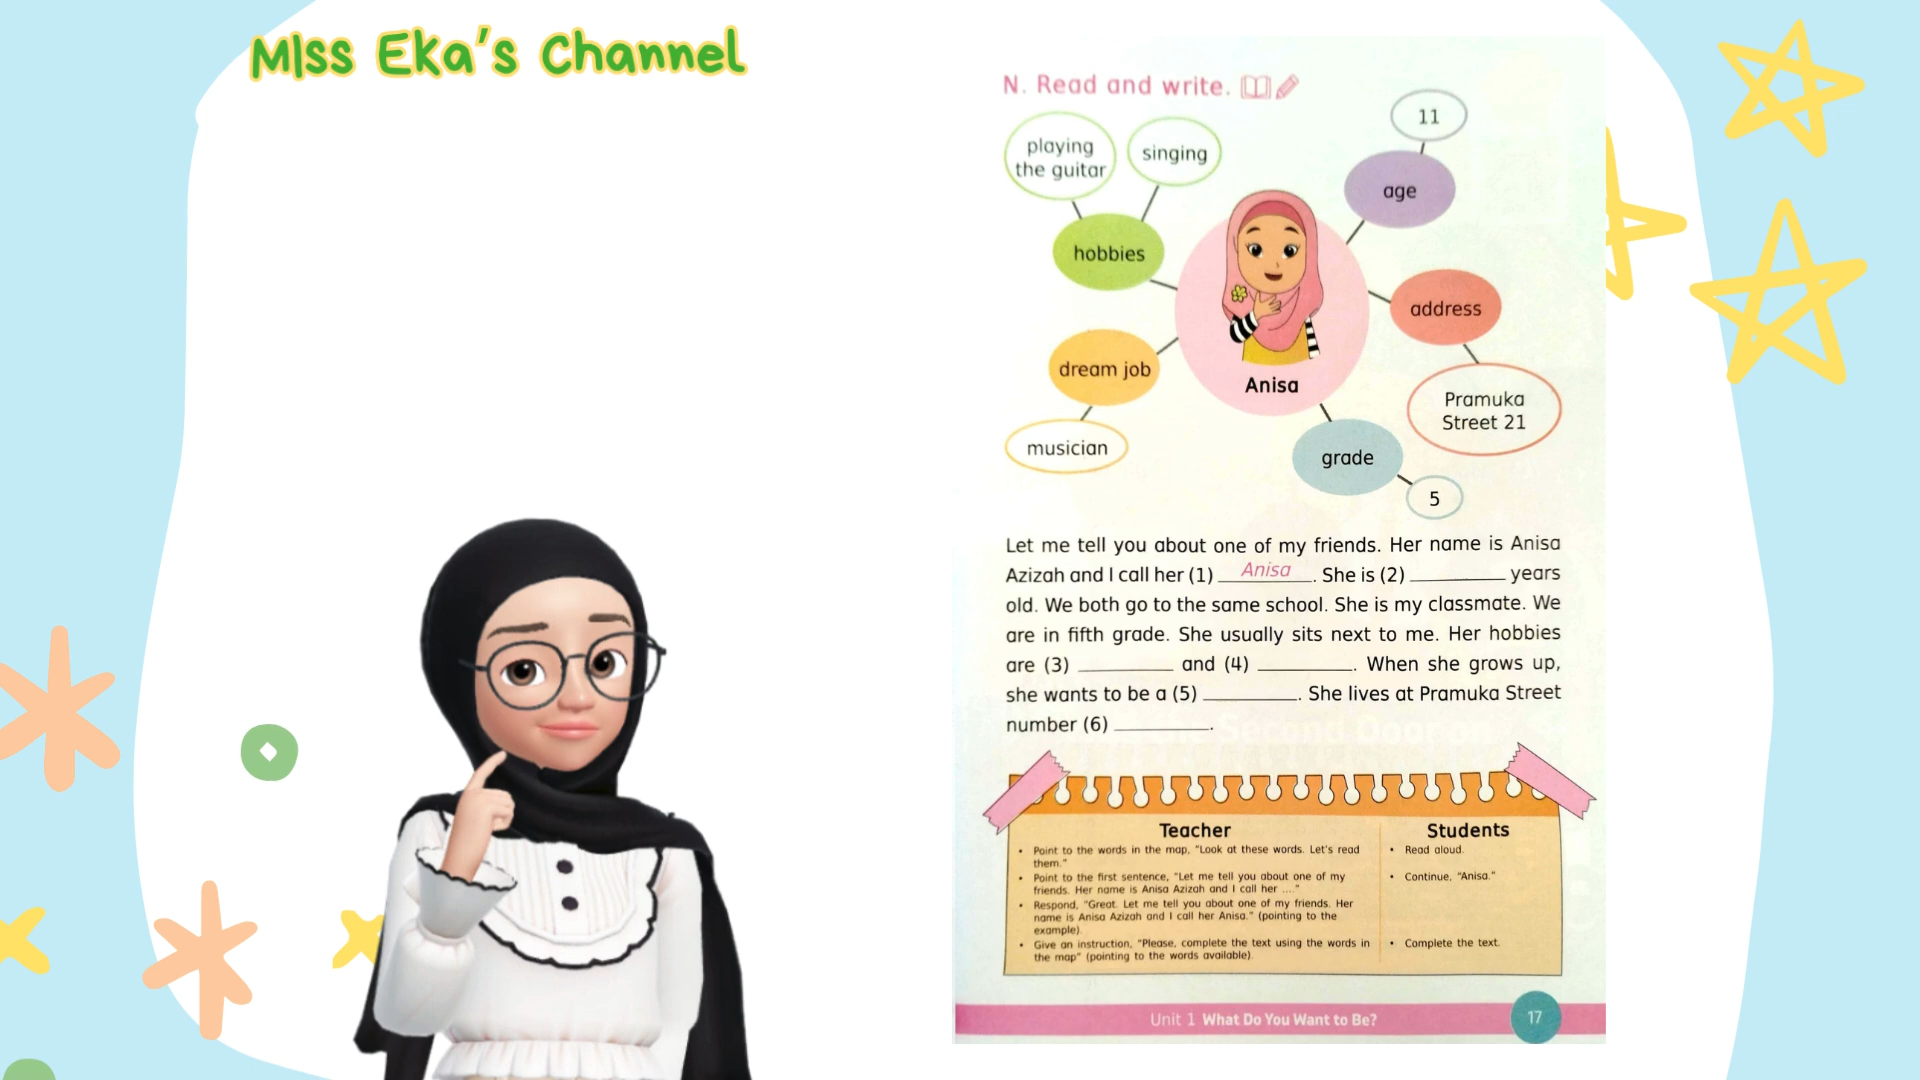 MIss Eka's Channel
N. Read and write.
11
playing
the guitar
singing
age
hobbies
address
dream job
Anisa
Pramuka
Street 21
musician
grade
5
Let me tell you about one of my friends. Her name is Anisa
Azizah and I call her (1) Anisa. She is (2) __________ years
old. We both go to the same school. She is my classmate. We
are in fifth grade. She usually sits next to me. Her hobbies
are (3) __________ and (4) __________. When she grows up,
she wants to be a (5) __________. She lives at Pramuka Street
number (6) __________.
Teacher
• Point to the words in the map, "Look at these words. Let's read
them."
• Point to the first sentence, "Let me tell you about one of my
friends. Her name is Anisa Azizah and I call her ...."
• Respond, "Great. Let me tell you about one of my friends. Her
name is Anisa Azizah and I call her Anisa." (pointing to the
example).
• Give an instruction, "Please, complete the text using the words in
the map" (pointing to the words available).
Students
• Read aloud.
• Continue, "Anisa."
• Complete the text.
Unit 1 What Do You Want to Be?
17